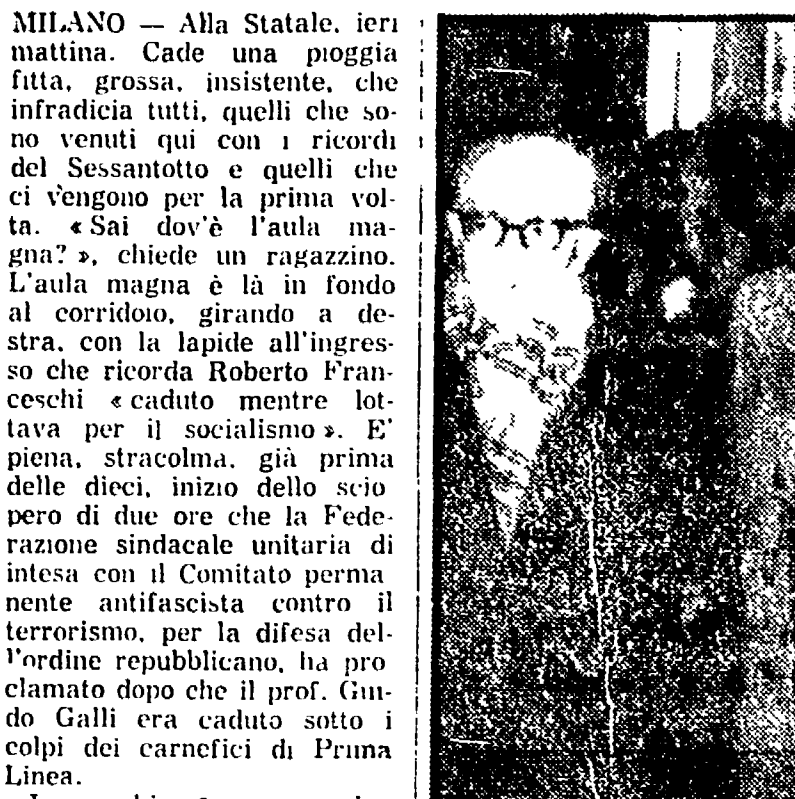 MILANO — Alla Statale, ieri
mattina. Cade una pioggia
fitta, grossa, insistente, che
infradicia tutti, quelli che so-
no venuti qui con i ricordi
del Sessantotto e quelli che
ci vengono per la prima vol-
ta. « Sai dov'è l'aula ma-
gna? », chiede un ragazzino.
L'aula magna è là in fondo
al corridoio, girando a de-
stra, con la lapide all'ingres-
so che ricorda Roberto Fran-
ceschi « caduto mentre lot-
tava per il socialismo ». E'
piena, stracolma, già prima
delle dieci, inizio dello scio
pero di due ore che la Fede-
razione sindacale unitaria di
intesa con il Comitato perma
nente antifascista contro il
terrorismo, per la difesa del-
l'ordine repubblicano, ha pro
clamato dopo che il prof. Gui-
do Galli era caduto sotto i
colpi dei carnefici di Prima
Linea.